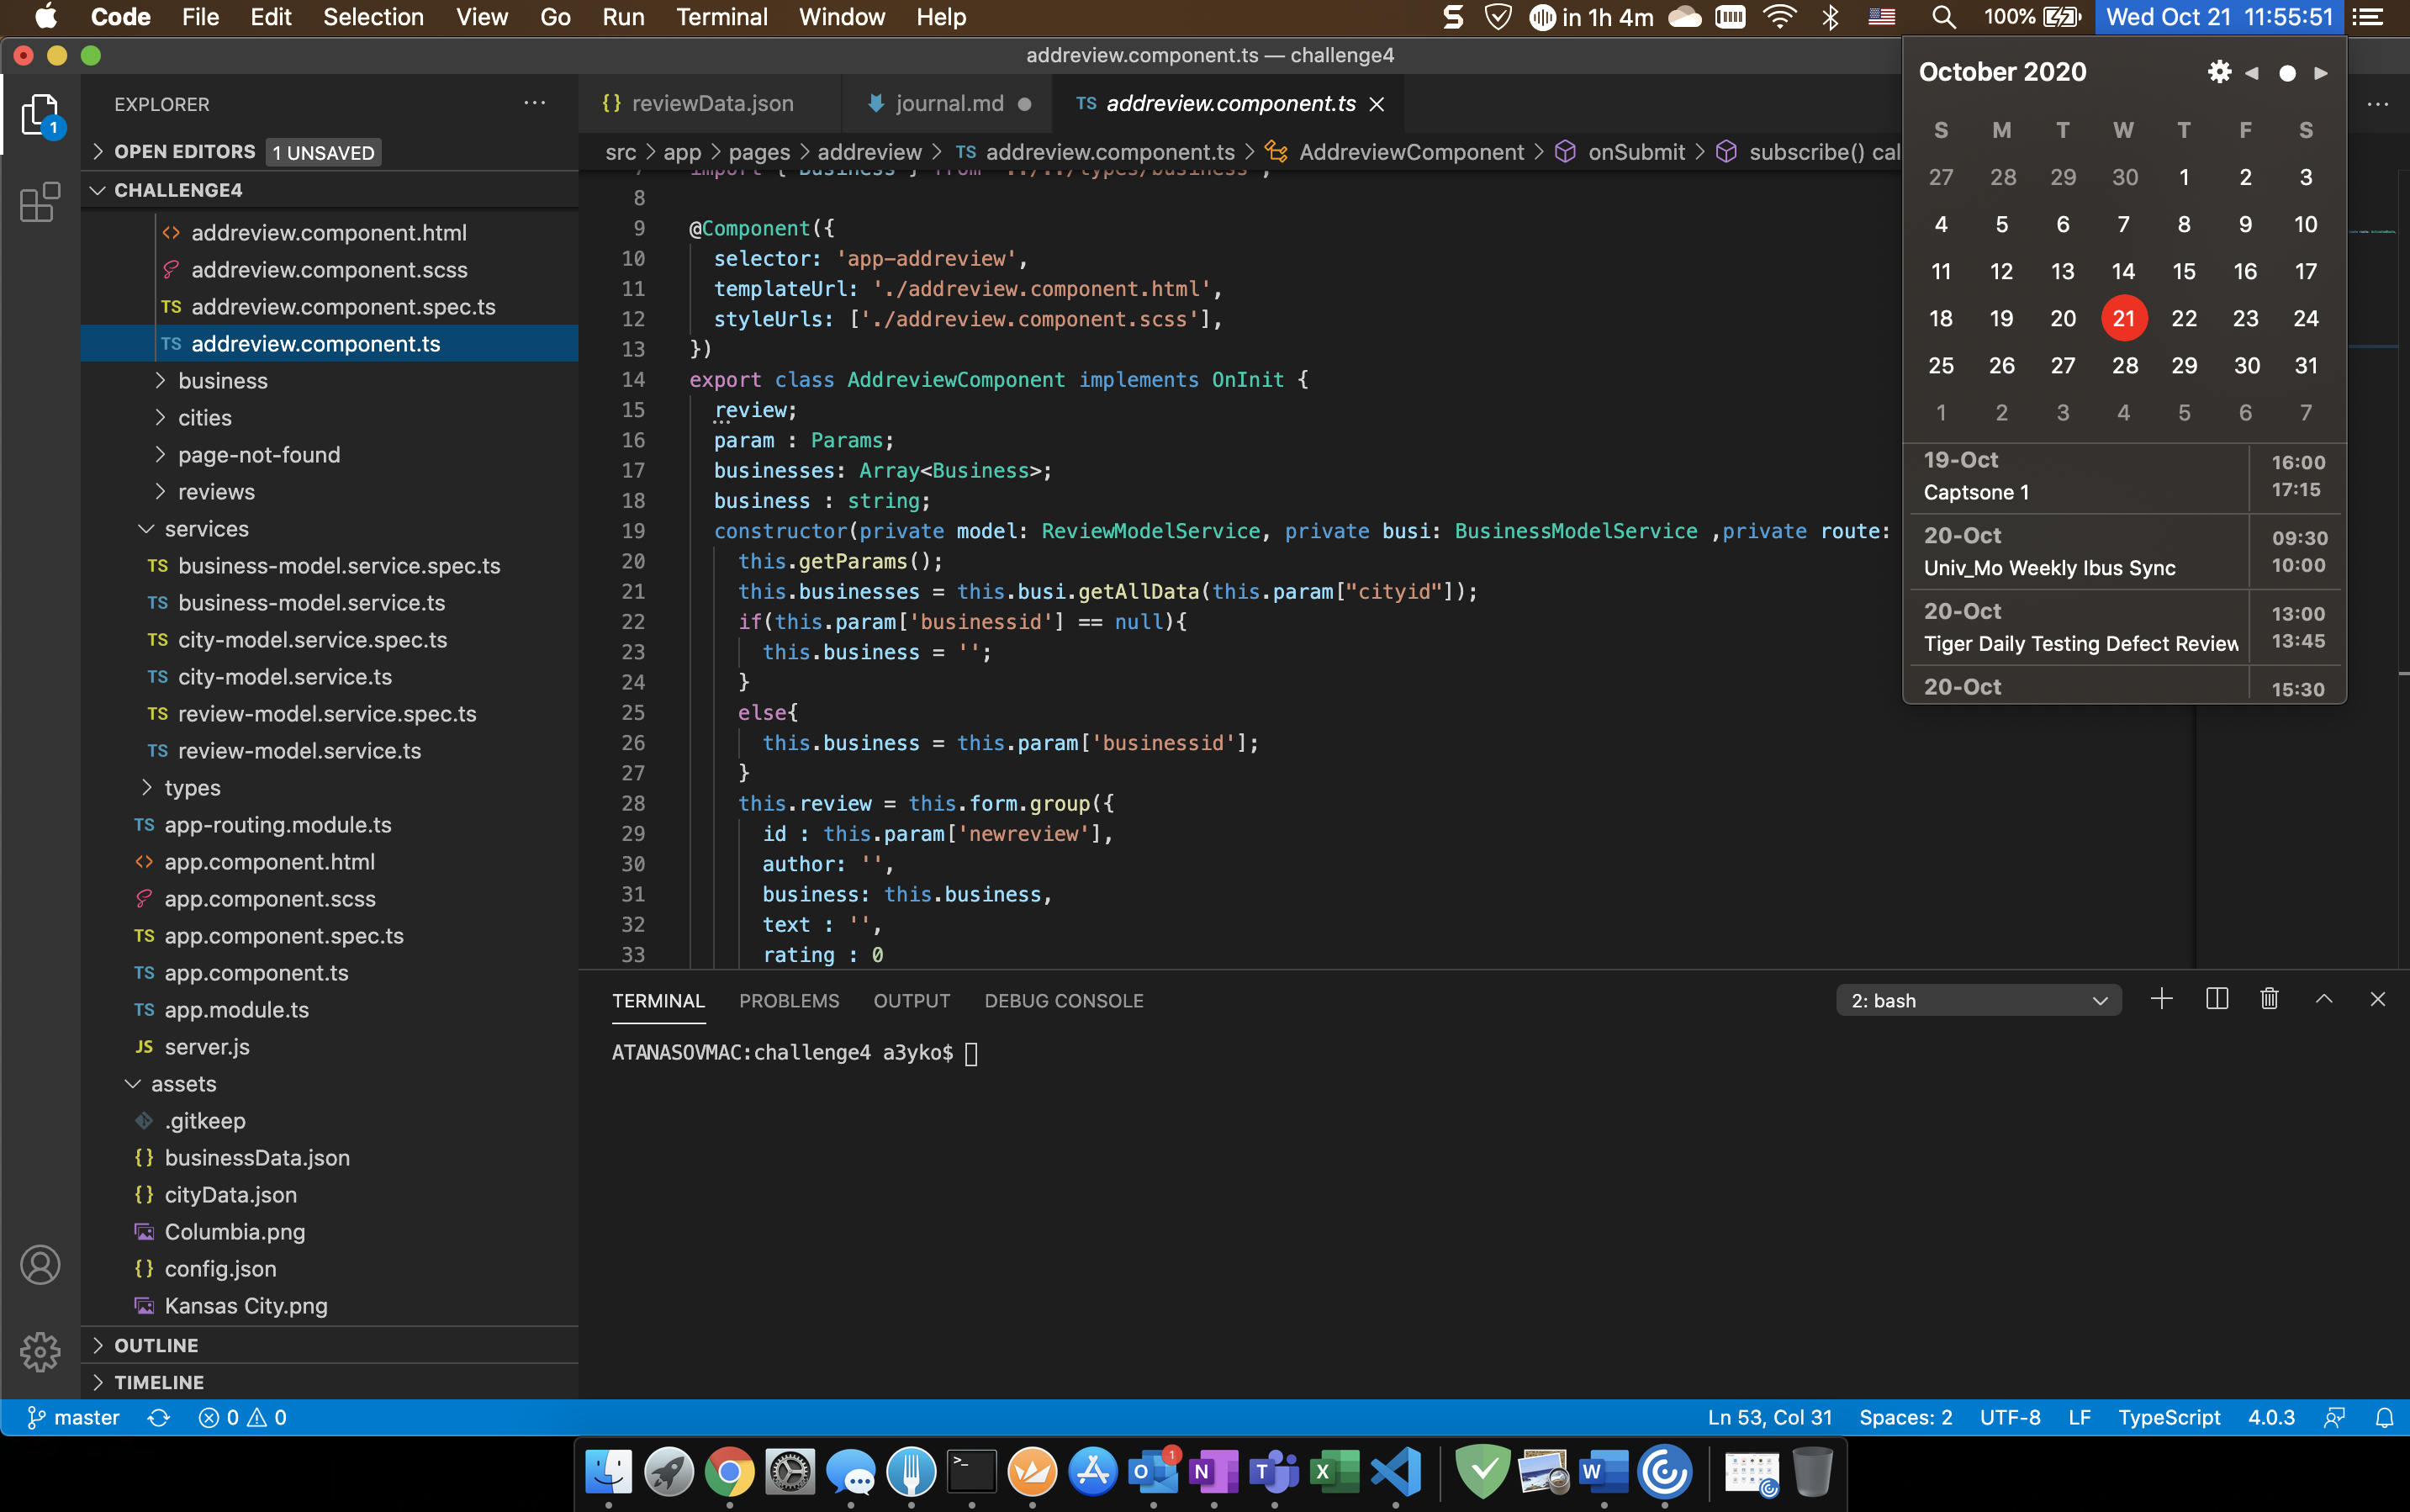 Code File Edit Selection View Go Run Terminal Window Help
in 1h 4m 100% Wed Oct 21 11:55:51
addreview.component.ts — challenge4
EXPLORER
OPEN EDITORS 1 UNSAVED
CHALLENGE4
addreview.component.html
addreview.component.scss
TS addreview.component.spec.ts
TS addreview.component.ts
business
cities
page-not-found
reviews
services
TS business-model.service.spec.ts
TS business-model.service.ts
TS city-model.service.spec.ts
TS city-model.service.ts
TS review-model.service.spec.ts
TS review-model.service.ts
types
TS app-routing.module.ts
<> app.component.html
app.component.scss
TS app.component.spec.ts
TS app.component.ts
TS app.module.ts
JS server.js
assets
.gitkeep
{} businessData.json
{} cityData.json
Columbia.png
{} config.json
Kansas City.png
OUTLINE
TIMELINE
{} reviewData.json journal.md TS addreview.component.ts
src > app > pages > addreview > TS addreview.component.ts > AddreviewComponent > onSubmit > subscribe() cal
7 import { Business } from '../../types/business';
8
9 @Component({
10 selector: 'app-addreview',
11 templateUrl: './addreview.component.html',
12 styleUrls: ['./addreview.component.scss'],
13 })
14 export class AddreviewComponent implements OnInit {
15 review;
16 param : Params;
17 businesses: Array<Business>;
18 business : string;
19 constructor(private model: ReviewModelService, private busi: BusinessModelService ,private route:
20 this.getParams();
21 this.businesses = this.busi.getAllData(this.param["cityid"]);
22 if(this.param['businessid'] == null){
23 this.business = '';
24 }
25 else{
26 this.business = this.param['businessid'];
27 }
28 this.review = this.form.group({
29 id : this.param['newreview'],
30 author: '',
31 business: this.business,
32 text : '',
33 rating : 0
October 2020
S M T W T F S
27 28 29 30 1 2 3
4 5 6 7 8 9 10
11 12 13 14 15 16 17
18 19 20 21 22 23 24
25 26 27 28 29 30 31
1 2 3 4 5 6 7
19-Oct 16:00
Captsone 1 17:15
20-Oct 09:30
Univ_Mo Weekly Ibus Sync 10:00
20-Oct 13:00
Tiger Daily Testing Defect Review 13:45
20-Oct 15:30
TERMINAL PROBLEMS OUTPUT DEBUG CONSOLE 2: bash
ATANASOVMAC:challenge4 a3yko$
master 0 0 Ln 53, Col 31 Spaces: 2 UTF-8 LF TypeScript 4.0.3